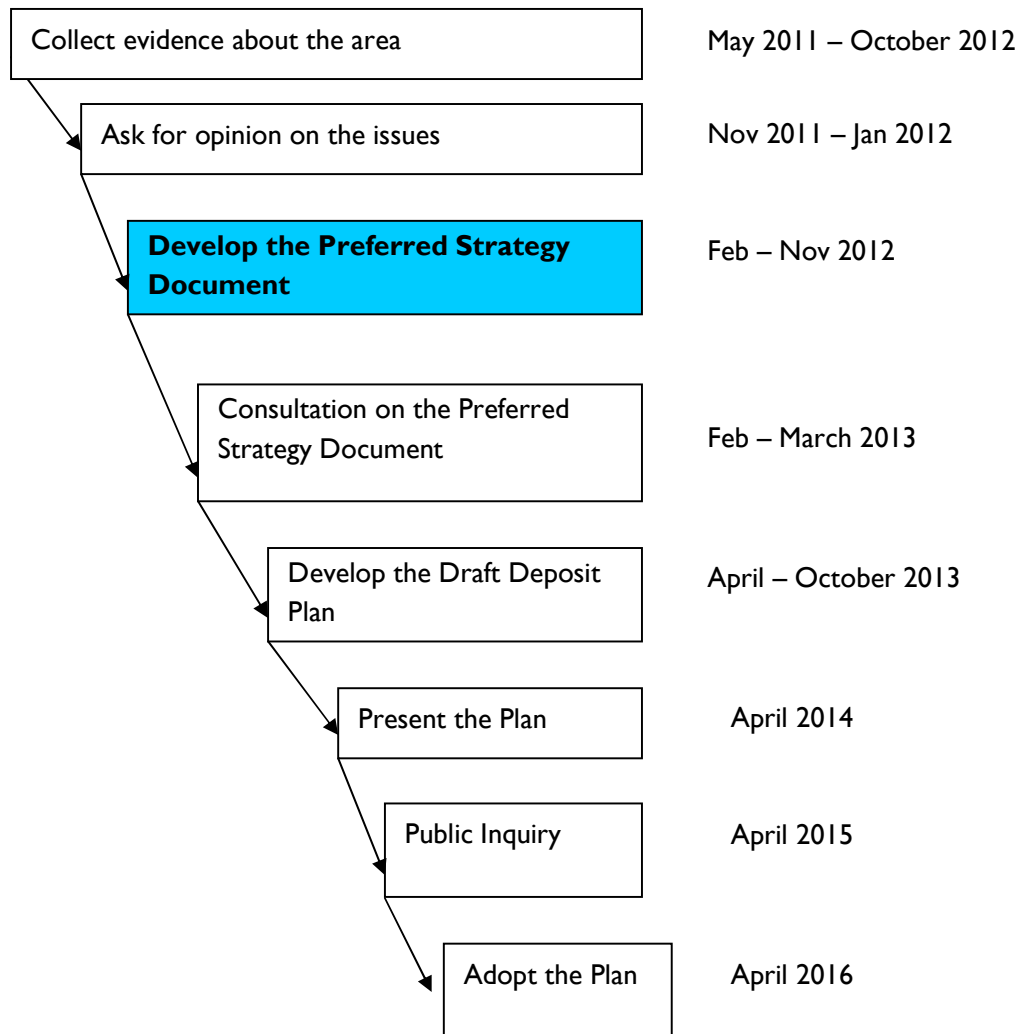 Collect evidence about the area
May 2011 – October 2012
Ask for opinion on the issues
Nov 2011 – Jan 2012
Develop the Preferred Strategy
Document
Feb – Nov 2012
Consultation on the Preferred
Strategy Document
Feb – March 2013
Develop the Draft Deposit
Plan
April – October 2013
Present the Plan
April 2014
Public Inquiry
April 2015
Adopt the Plan
April 2016